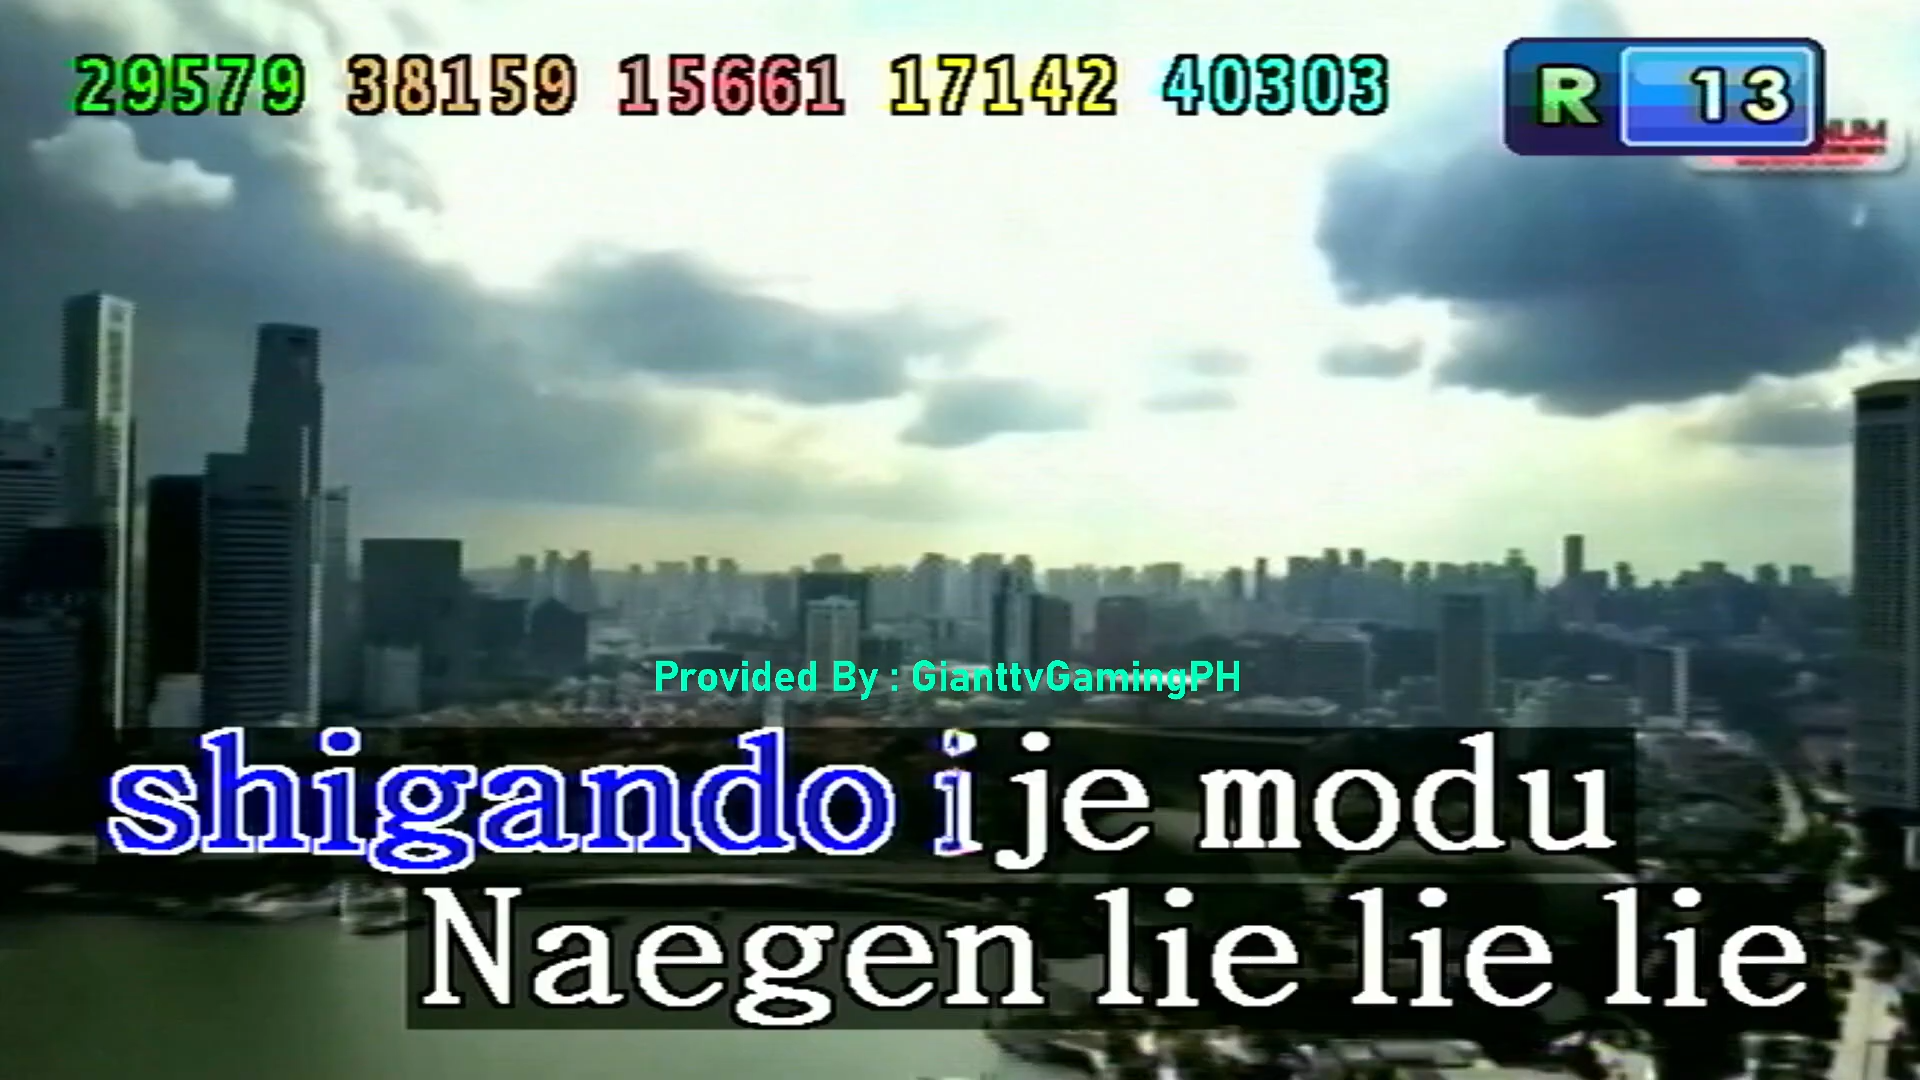 29579 38159 15661 17142 40303 R 13
Provided By : GianttvGamingPH
shigando ije modu
Naegen lie lie lie